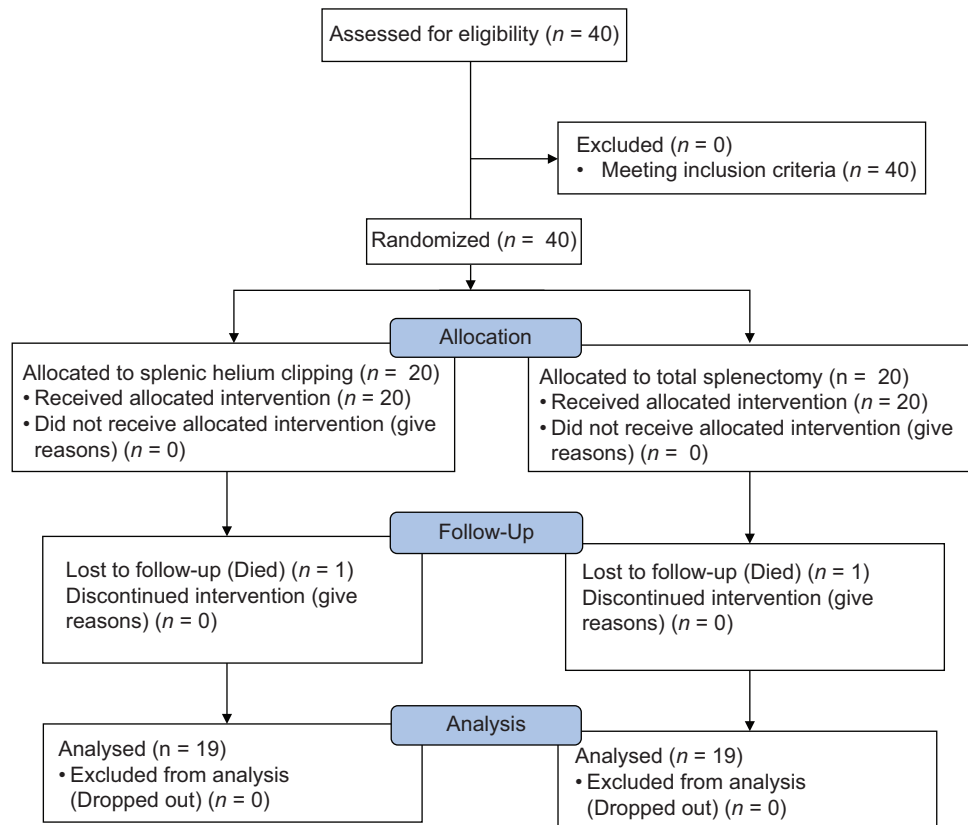 Assessed for eligibility (n = 40)
Excluded (n = 0)
• Meeting inclusion criteria (n = 40)
Randomized (n = 40)
Allocation
Allocated to splenic helium clipping (n = 20)
• Received allocated intervention (n = 20)
• Did not receive allocated intervention (give
reasons) (n = 0)
Allocated to total splenectomy (n = 20)
• Received allocated intervention (n = 20)
• Did not receive allocated intervention (give
reasons) (n = 0)
Follow-Up
Lost to follow-up (Died) (n = 1)
Discontinued intervention (give
reasons) (n = 0)
Lost to follow-up (Died) (n = 1)
Discontinued intervention (give
reasons) (n = 0)
Analysis
Analysed (n = 19)
• Excluded from analysis
(Dropped out) (n = 0)
Analysed (n = 19)
• Excluded from analysis
(Dropped out) (n = 0)